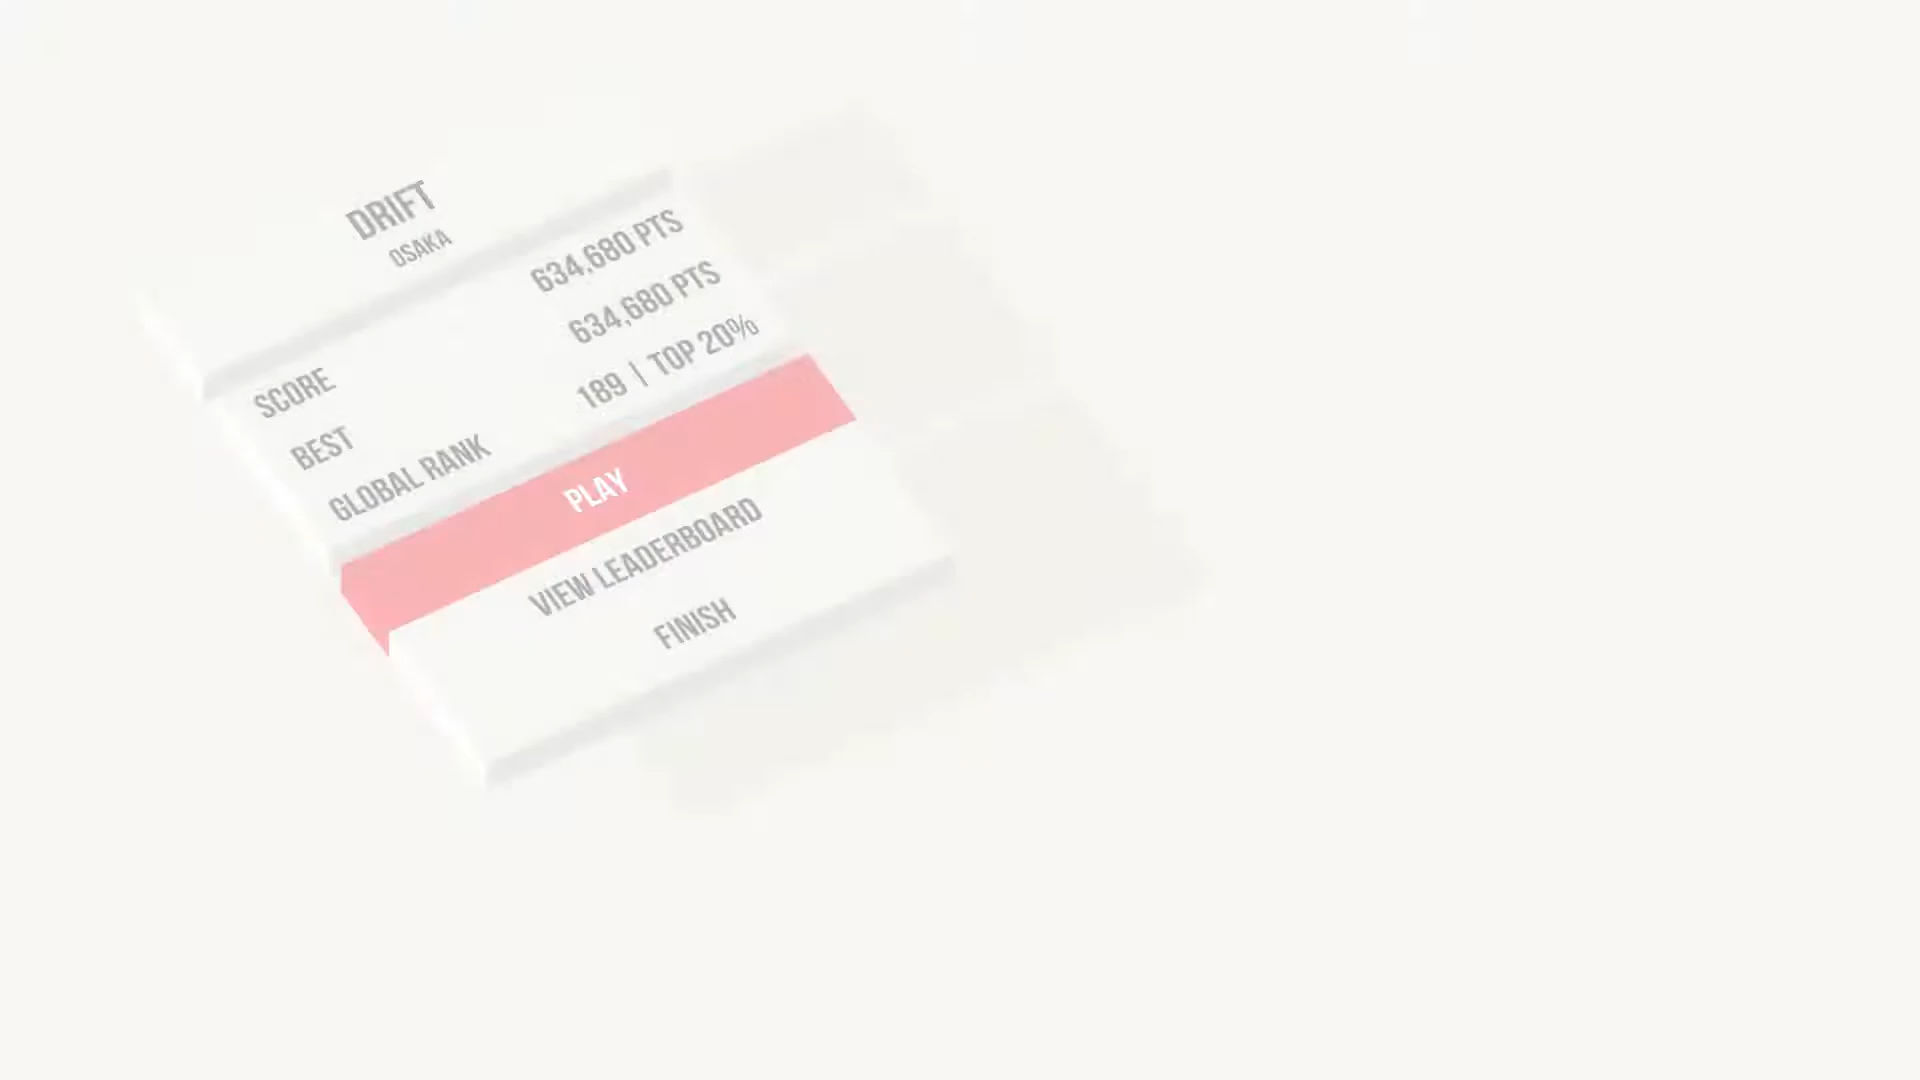 DRIFT
OSAKA
SCORE 634,680 PTS
BEST 634,680 PTS
GLOBAL RANK 189 | TOP 20%
PLAY
VIEW LEADERBOARD
FINISH